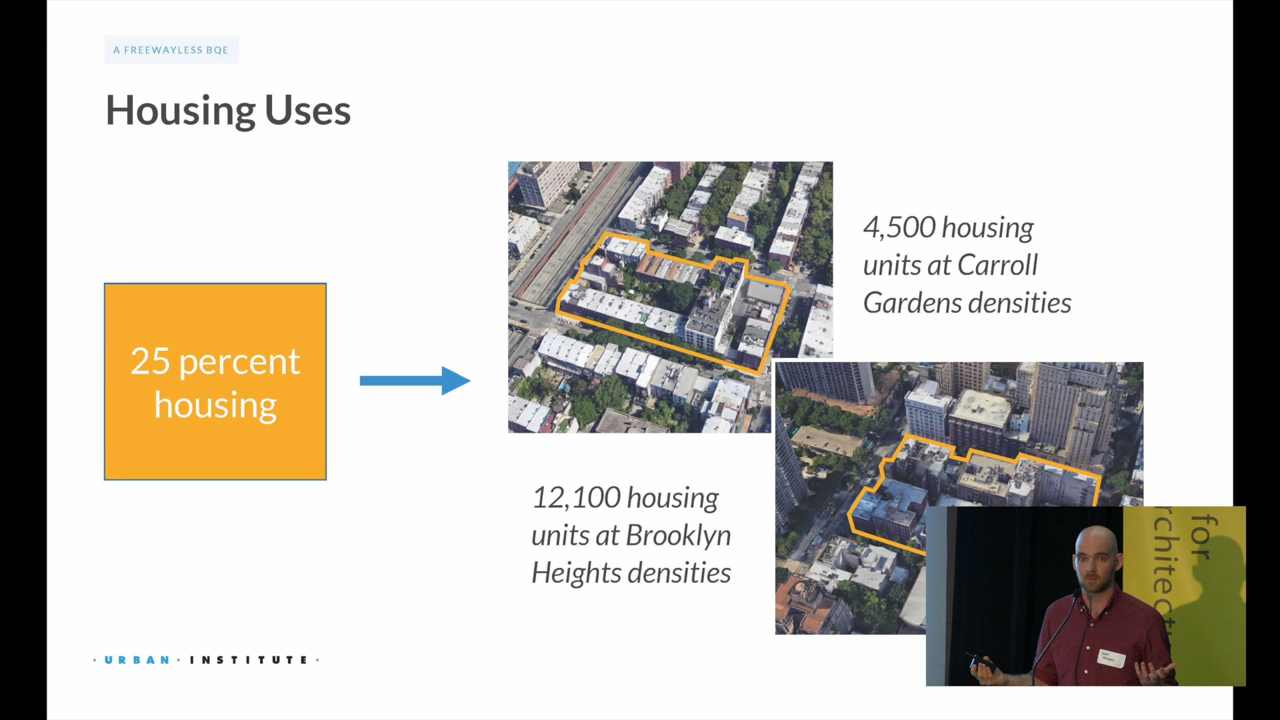 A FREEWAYLESS BQE
Housing Uses
25 percent
housing
4,500 housing
units at Carroll
Gardens densities
12,100 housing
units at Brooklyn
Heights densities
· URBAN · INSTITUTE ·
for